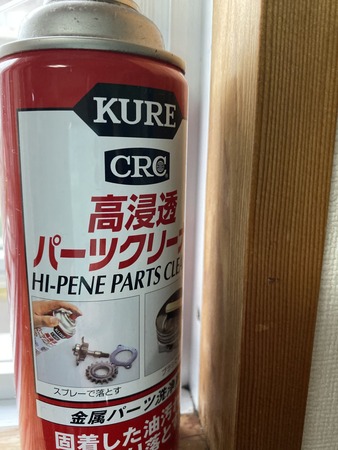 KURE
CRC
高浸透
パーツクリー
HI-PENE PARTS CLE
スプレーで落とす
金属パーツ洗
固着した油